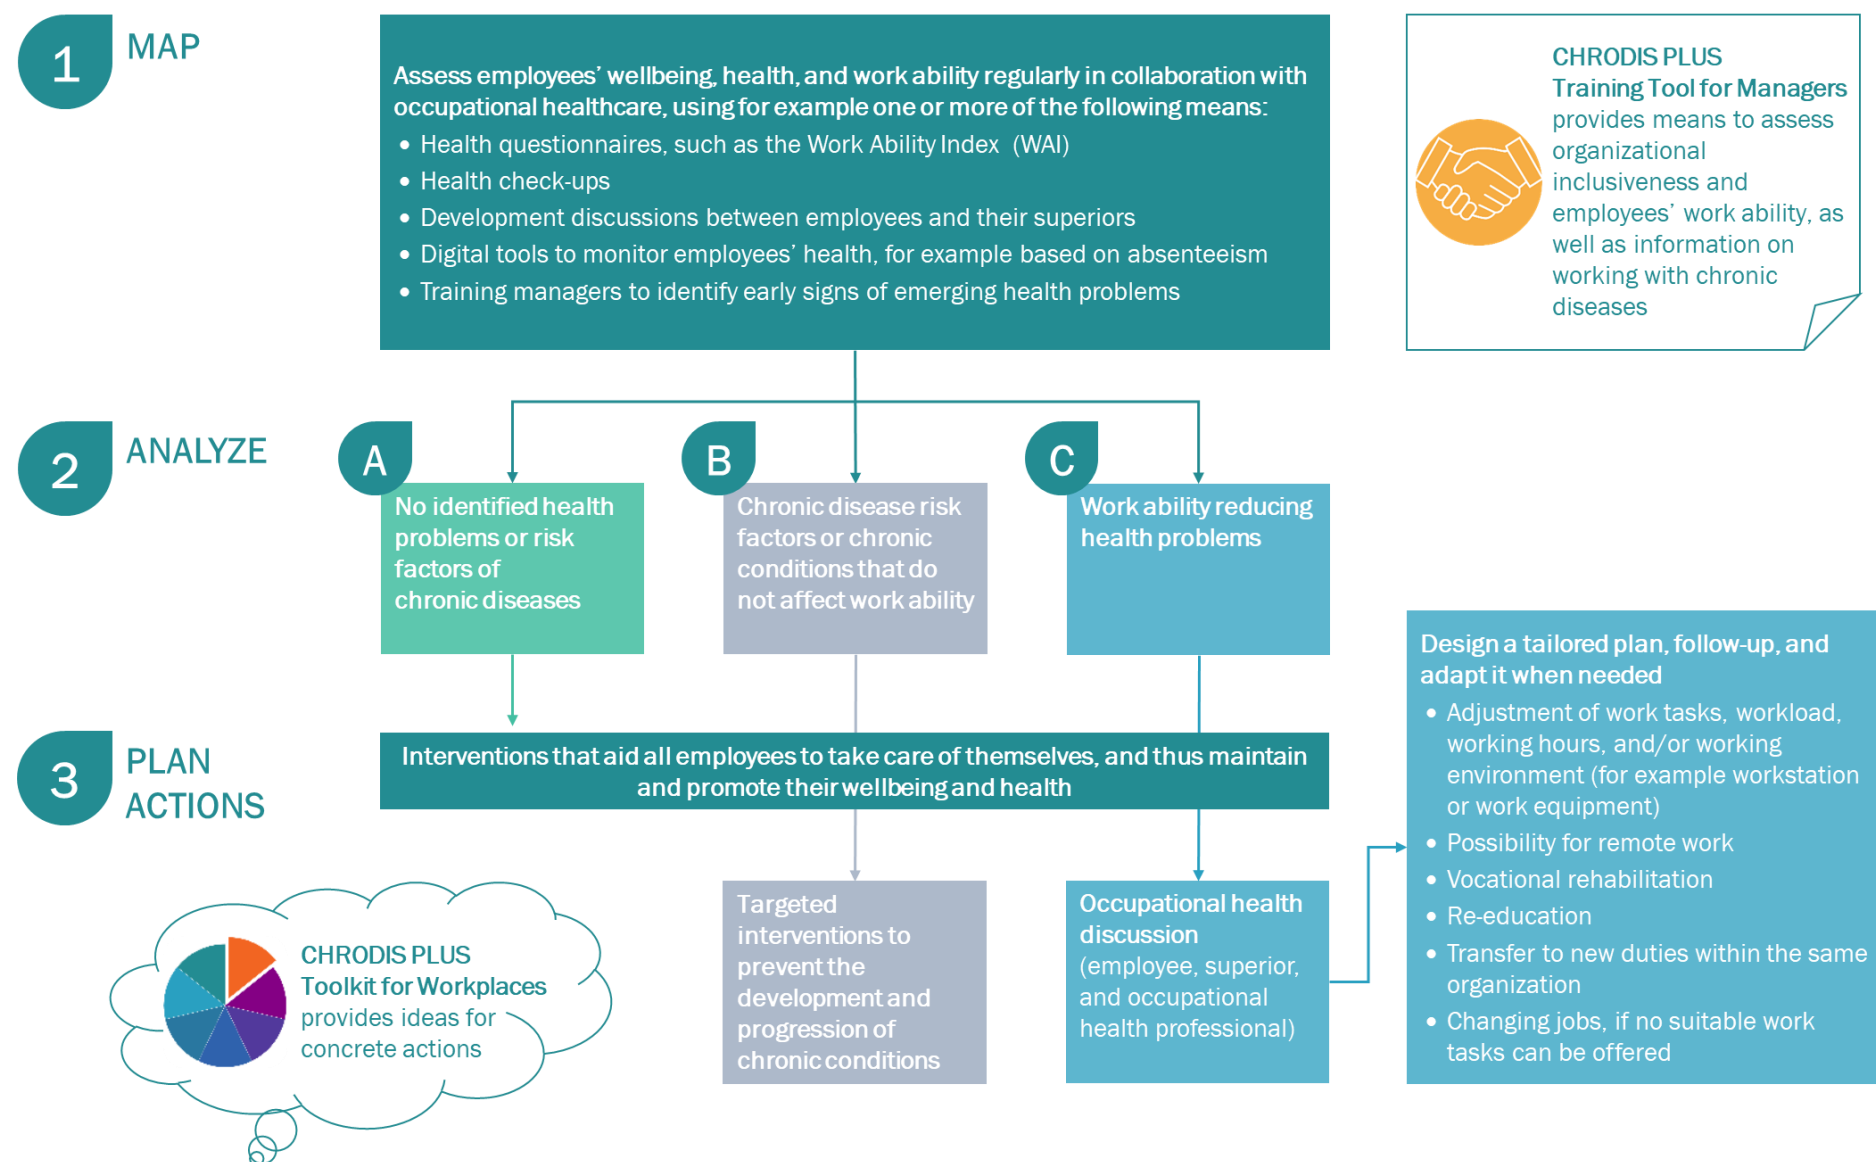 1
MAP
Assess employees' wellbeing, health, and work ability regularly in collaboration with
occupational healthcare, using for example one or more of the following means:
• Health questionnaires, such as the Work Ability Index (WAI)
• Health check-ups
• Development discussions between employees and their superiors
• Digital tools to monitor employees' health, for example based on absenteeism
• Training managers to identify early signs of emerging health problems
CHRODIS PLUS
Training Tool for Managers
provides means to assess
organizational
inclusiveness and
employees' work ability, as
well as information on
working with chronic
diseases
2
ANALYZE
A
No identified health
problems or risk
factors of
chronic diseases
B
Chronic disease risk
factors or chronic
conditions that do
not affect work ability
C
Work ability reducing
health problems
3
PLAN
ACTIONS
Interventions that aid all employees to take care of themselves, and thus maintain
and promote their wellbeing and health
Targeted
interventions to
prevent the
development and
progression of
chronic conditions
Occupational health
discussion
(employee, superior,
and occupational
health professional)
Design a tailored plan, follow-up, and
adapt it when needed
• Adjustment of work tasks, workload,
working hours, and/or working
environment (for example workstation
or work equipment)
• Possibility for remote work
• Vocational rehabilitation
• Re-education
• Transfer to new duties within the same
organization
• Changing jobs, if no suitable work
tasks can be offered
CHRODIS PLUS
Toolkit for Workplaces
provides ideas for
concrete actions